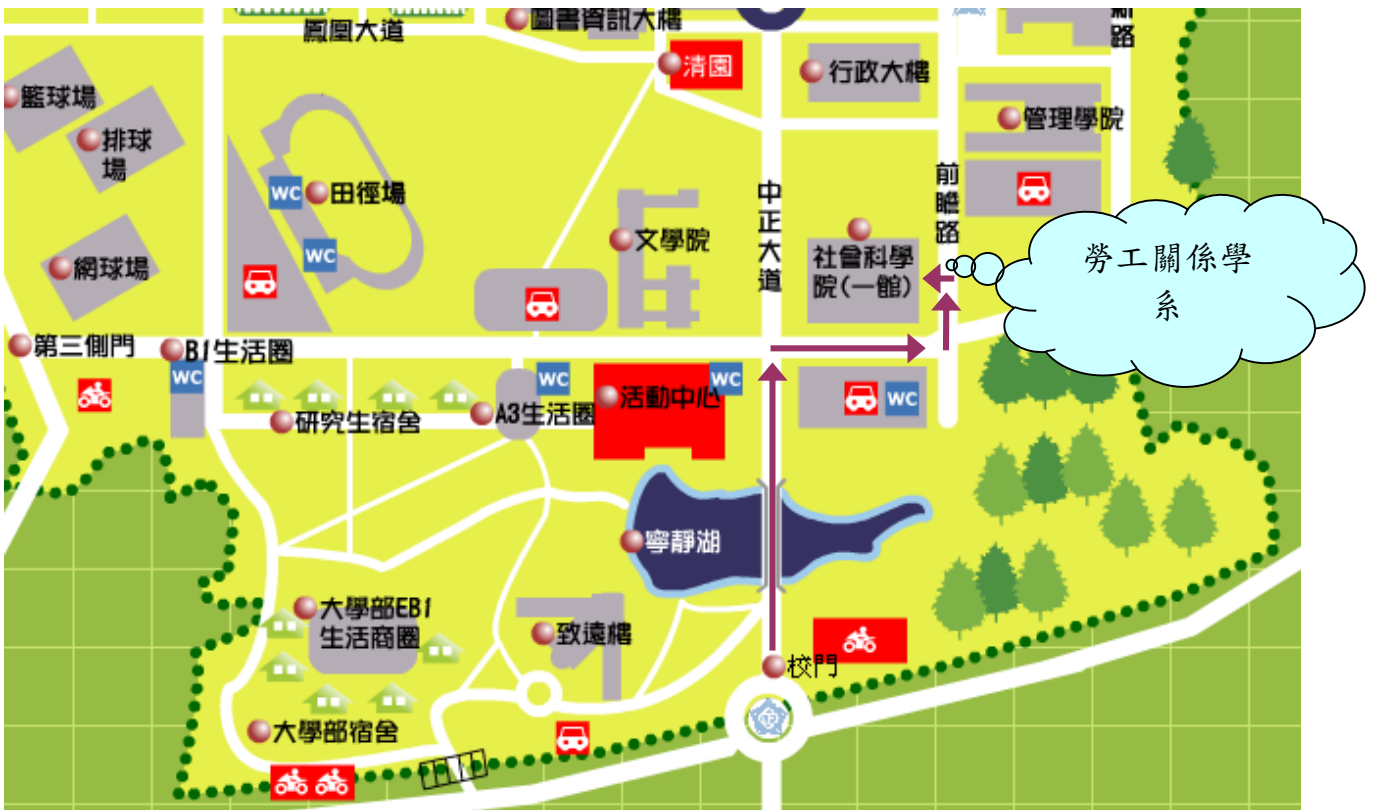 鳳凰大道
圖書資訊大樓
新路
清園
行政大樓
籃球場
排球
場
管理學院
WC
田徑場
WC
中正大道
前瞻路
文學院
社會科學
院(一館)
勞工關係學
系
網球場
第三側門
B1生活圈
WC
WC
WC
WC
活動中心
A3生活圈
研究生宿舍
寧靜湖
大學部EB1
生活商圈
致遠樓
校門
大學部宿舍